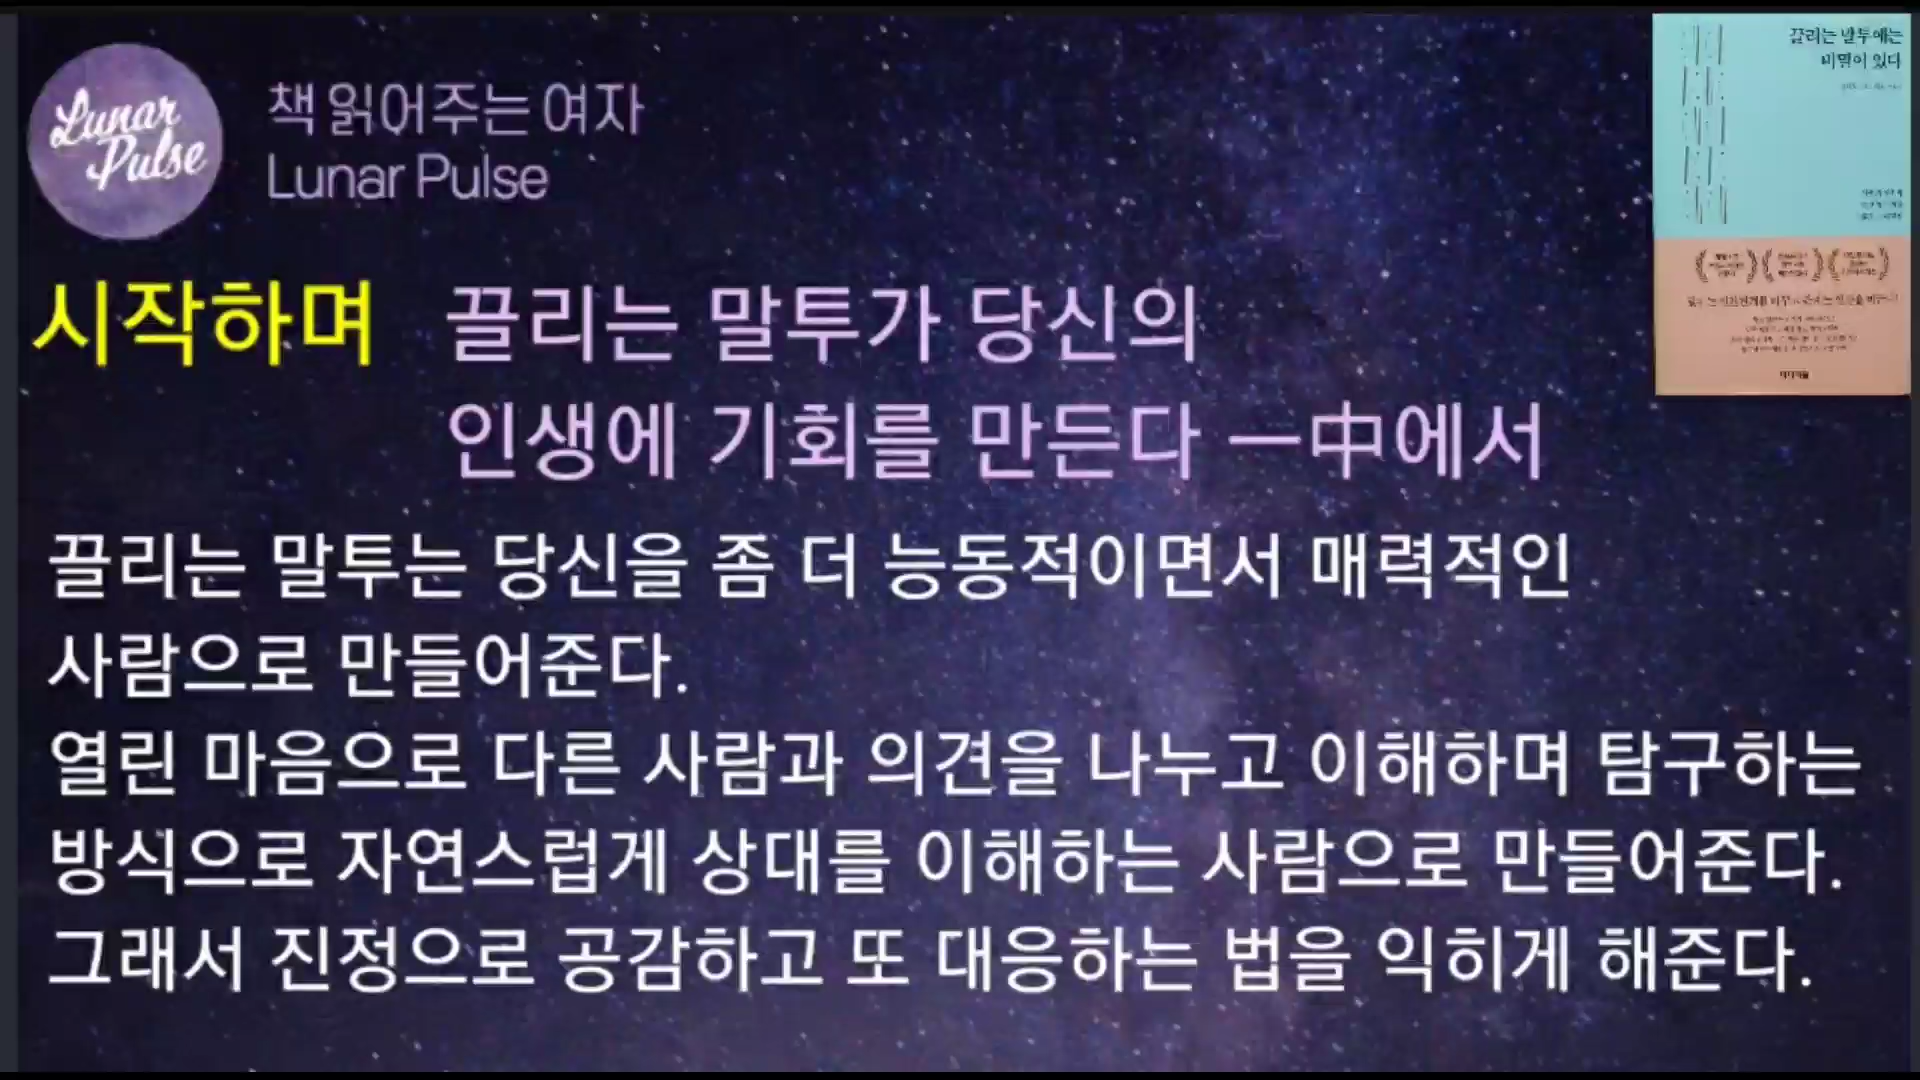 Lunar
Pulse
책 읽어주는 여자
Lunar Pulse
끌리는 말투에는
비밀이 있다
시작하며 끌리는 말투가 당신의
인생에 기회를 만든다 ㅡ中에서
끌리는 말투는 당신을 좀 더 능동적이면서 매력적인
사람으로 만들어준다.
열린 마음으로 다른 사람과 의견을 나누고 이해하며 탐구하는
방식으로 자연스럽게 상대를 이해하는 사람으로 만들어준다.
그래서 진정으로 공감하고 또 대응하는 법을 익히게 해준다.